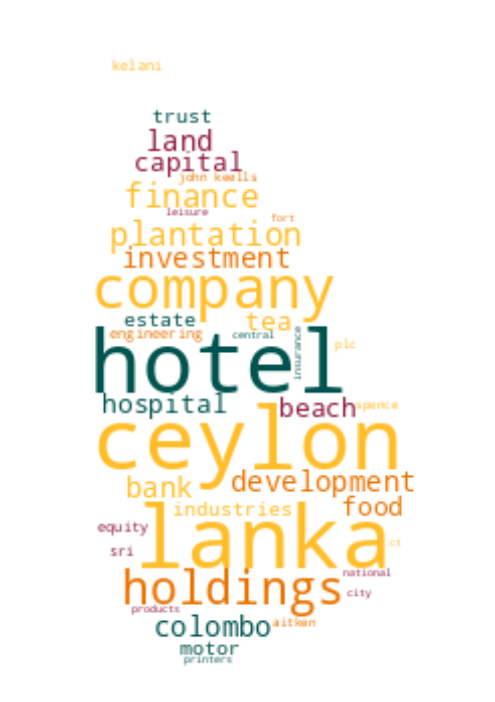 kelani
trust
land
capital
john keells
finance
leisure
fort
plantation
investment
company
estate
tea
engineering
central
insurance
plc
hotel
hospital
beach
spence
ceylon
bank
development
industries
food
equity
lanka
sri
ct
holdings
national
city
products
colombo
aitken
motor
printers